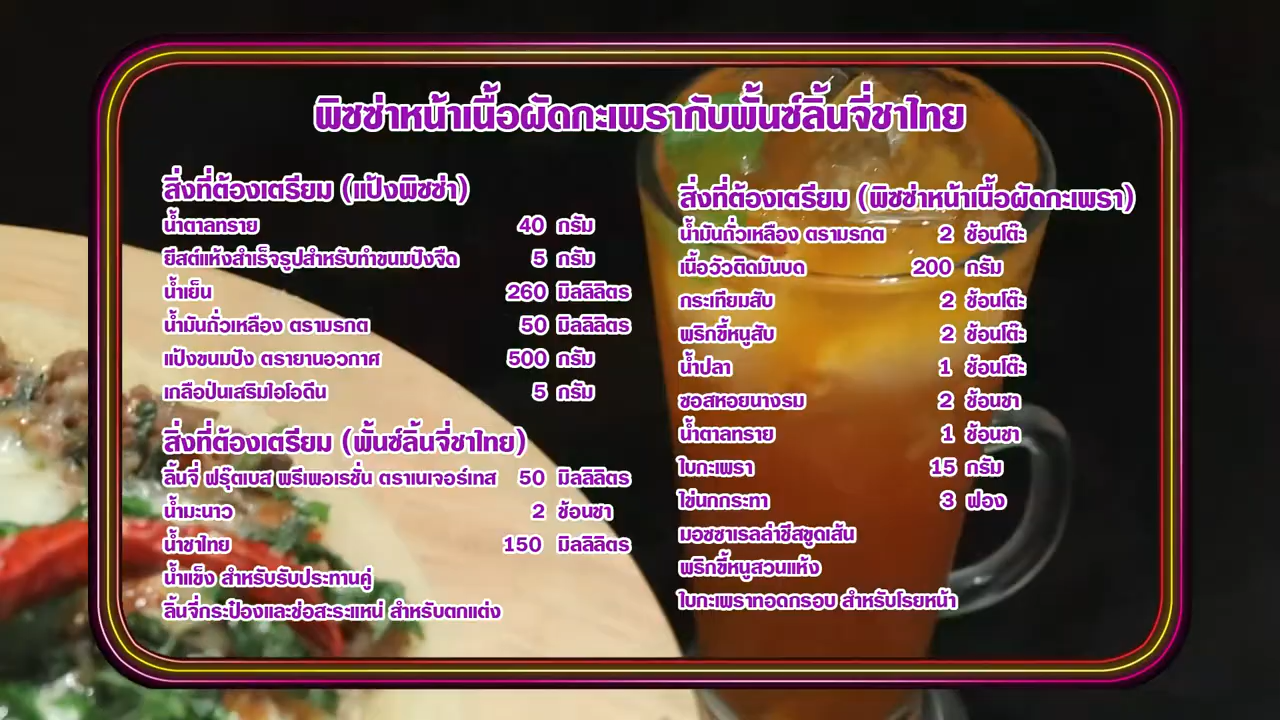 พิซซ่าหน้าเนื้อผัดกะเพรากับพั้นซ์ลิ้นจี่ชาไทย
สิ่งที่ต้องเตรียม (แป้งพิซซ่า)
น้ำตาลทราย 40 กรัม
ยีสต์แห้งสำเร็จรูปสำหรับทำขนมปังจืด 5 กรัม
น้ำเย็น 260 มิลลิลิตร
น้ำมันถั่วเหลือง ตรามรกต 50 มิลลิลิตร
แป้งขนมปัง ตรายานอวกาศ 500 กรัม
เกลือป่นเสริมไอโอดีน 5 กรัม
สิ่งที่ต้องเตรียม (พั้นซ์ลิ้นจี่ชาไทย)
ลิ้นจี่ ฟรุ๊ตเบส พรีเพอเรชั่น ตราเนเจอร์เทส 50 มิลลิลิตร
น้ำมะนาว 2 ช้อนชา
น้ำชาไทย 150 มิลลิลิตร
น้ำแข็ง สำหรับรับประทานคู่
ลิ้นจี่กระป๋องและช่อสะระแหน่ สำหรับตกแต่ง
สิ่งที่ต้องเตรียม (พิซซ่าหน้าเนื้อผัดกะเพรา)
น้ำมันถั่วเหลือง ตรามรกต 2 ช้อนโต๊ะ
เนื้อวัวติดมันบด 200 กรัม
กระเทียมสับ 2 ช้อนโต๊ะ
พริกขี้หนูสับ 2 ช้อนโต๊ะ
น้ำปลา 1 ช้อนโต๊ะ
ซอสหอยนางรม 2 ช้อนชา
น้ำตาลทราย 1 ช้อนชา
ใบกะเพรา 15 กรัม
ไข่นกกระทา 3 ฟอง
มอซซาเรลล่าชีสขูดเส้น
พริกขี้หนูสวนแห้ง
ใบกะเพราทอดกรอบ สำหรับโรยหน้า